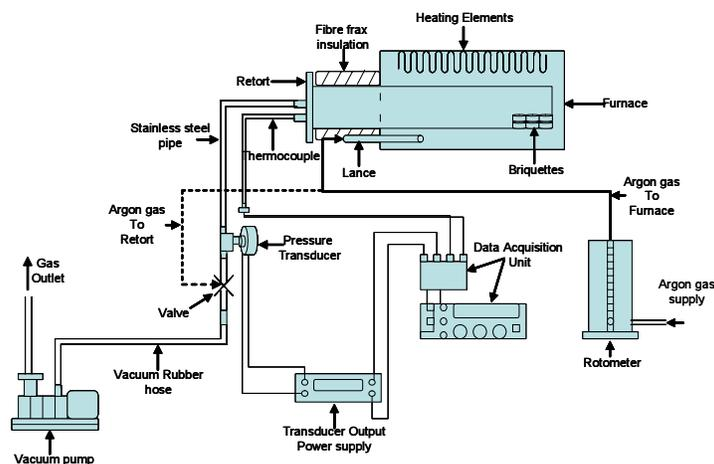 Heating Elements
Fibre frax
insulation
Retort
Furnace
Stainless steel
pipe
Thermocouple
Lance
Briquettes
Argon gas
To
Retort
Argon gas
To
Furnace
Gas
Outlet
Pressure
Transducer
Data Acquisition
Unit
Valve
Argon gas
supply
Vacuum Rubber
hose
Rotometer
Transducer Output
Power supply
Vacuum pump